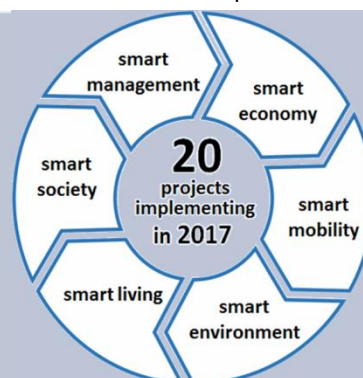 smart
management
smart
economy
smart
mobility
smart
environment
smart living
smart
society
20
projects
implementing
in 2017